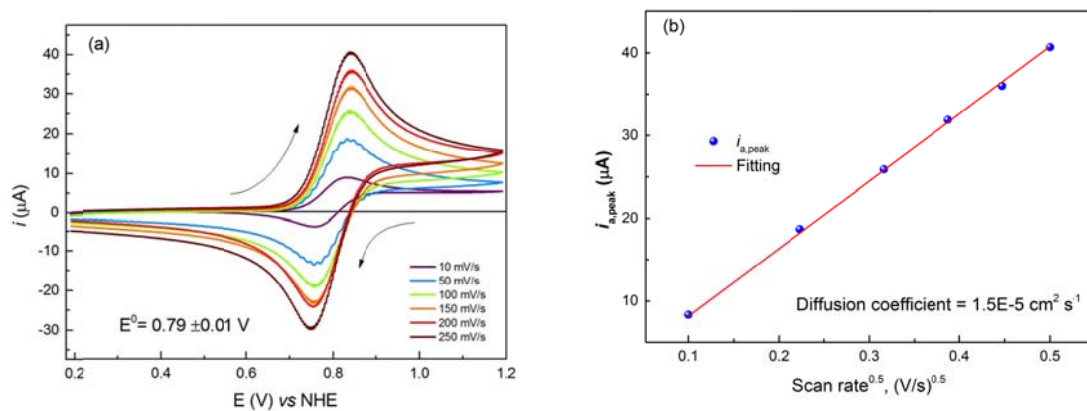 (a)
40
30
20
10
0
-10
-20
-30
i (μA)
10 mV/s
50 mV/s
100 mV/s
150 mV/s
200 mV/s
250 mV/s
E⁰= 0.79 ±0.01 V
0.2 0.4 0.6 0.8 1.0 1.2
E (V) vs NHE
(b)
40
30
20
10
i a,peak (μA)
i a,peak
Fitting
Diffusion coefficient = 1.5E-5 cm² s⁻¹
0.1 0.2 0.3 0.4 0.5
Scan rate⁰·⁵, (V/s)⁰·⁵